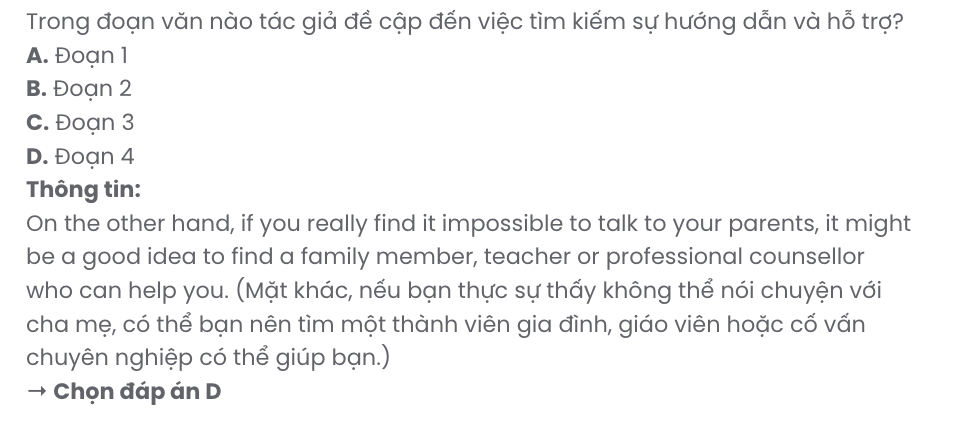 Trong đoạn văn nào tác giả đề cập đến việc tìm kiếm sự hướng dẫn và hỗ trợ?
A. Đoạn 1
B. Đoạn 2
C. Đoạn 3
D. Đoạn 4
Thông tin:
On the other hand, if you really find it impossible to talk to your parents, it might
be a good idea to find a family member, teacher or professional counsellor
who can help you. (Mặt khác, nếu bạn thực sự thấy không thể nói chuyện với
cha mẹ, có thể bạn nên tìm một thành viên gia đình, giáo viên hoặc cố vấn
chuyên nghiệp có thể giúp bạn.)
→ Chọn đáp án D